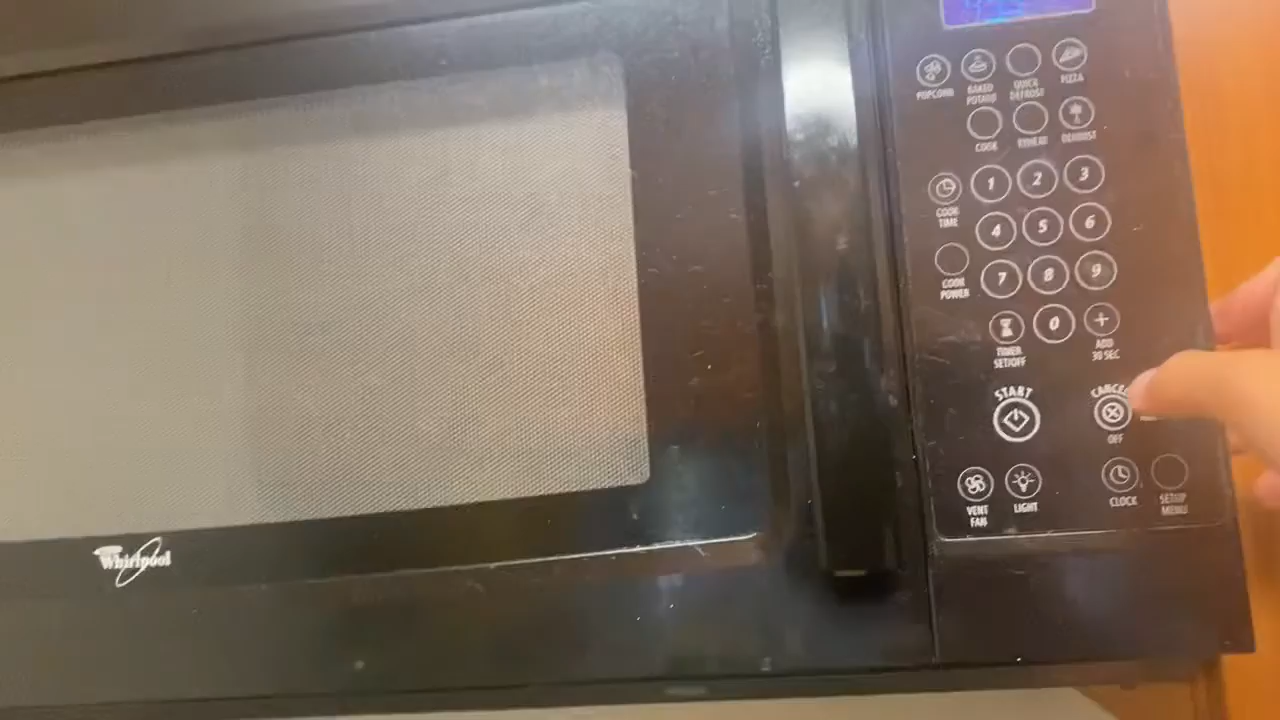 POPCORN
BAKED
POTATO
QUICK
DEFROST
PIZZA
COOK
REHEAT
DEFROST
1
2
3
COOK
TIME
4
5
6
COOK
POWER
7
8
9
TIMER
SET/OFF
0
ADD
30 SEC
START
CANCEL
OFF
VENT
FAN
LIGHT
CLOCK
SETUP
MENU
Whirlpool